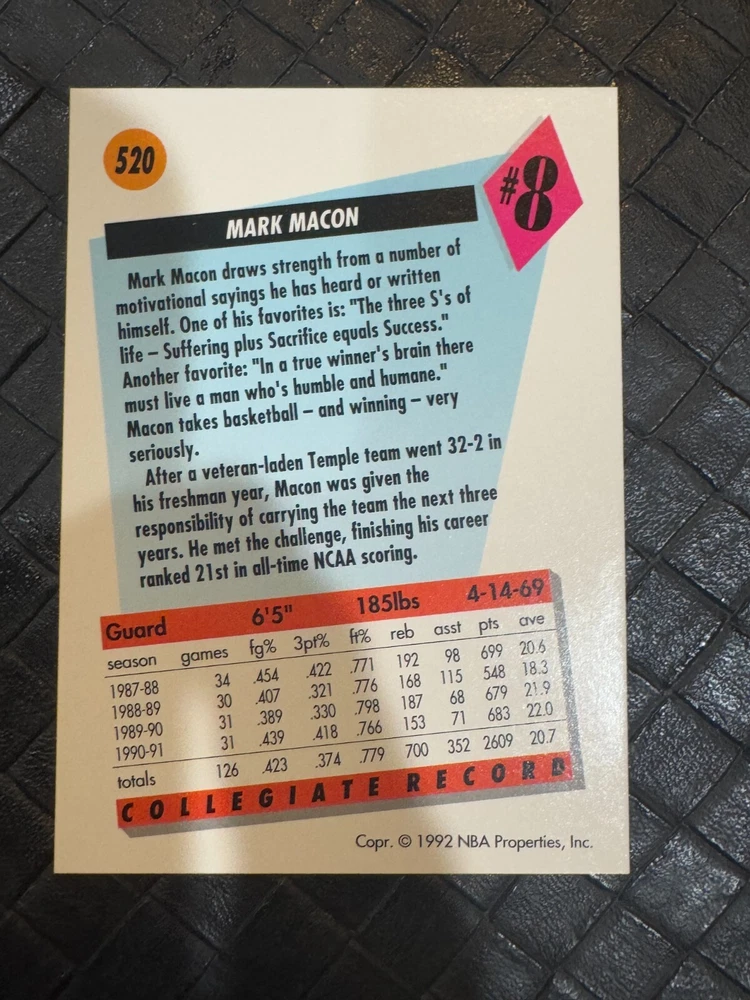 520
#8
MARK MACON
Mark Macon draws strength from a number of
motivational sayings he has heard or written
himself. One of his favorites is: "The three S's of
life – Suffering plus Sacrifice equals Success."
Another favorite: "In a true winner's brain there
must live a man who's humble and humane."
Macon takes basketball – and winning – very
seriously.
After a veteran-laden Temple team went 32-2 in
his freshman year, Macon was given the
responsibility of carrying the team the next three
years. He met the challenge, finishing his career
ranked 21st in all-time NCAA scoring.
Guard 6'5" 185lbs 4-14-69
season games fg% 3pt% ft% reb asst pts ave
1987-88 34 .454 .422 .771 192 98 699 20.6
1988-89 30 .407 .321 .776 168 115 548 18.3
1989-90 31 .389 .330 .798 187 68 679 21.9
1990-91 31 .439 .418 .766 153 71 683 22.0
totals 126 .423 .374 .779 700 352 2609 20.7
COLLEGIATE RECORD
Copr. © 1992 NBA Properties, Inc.